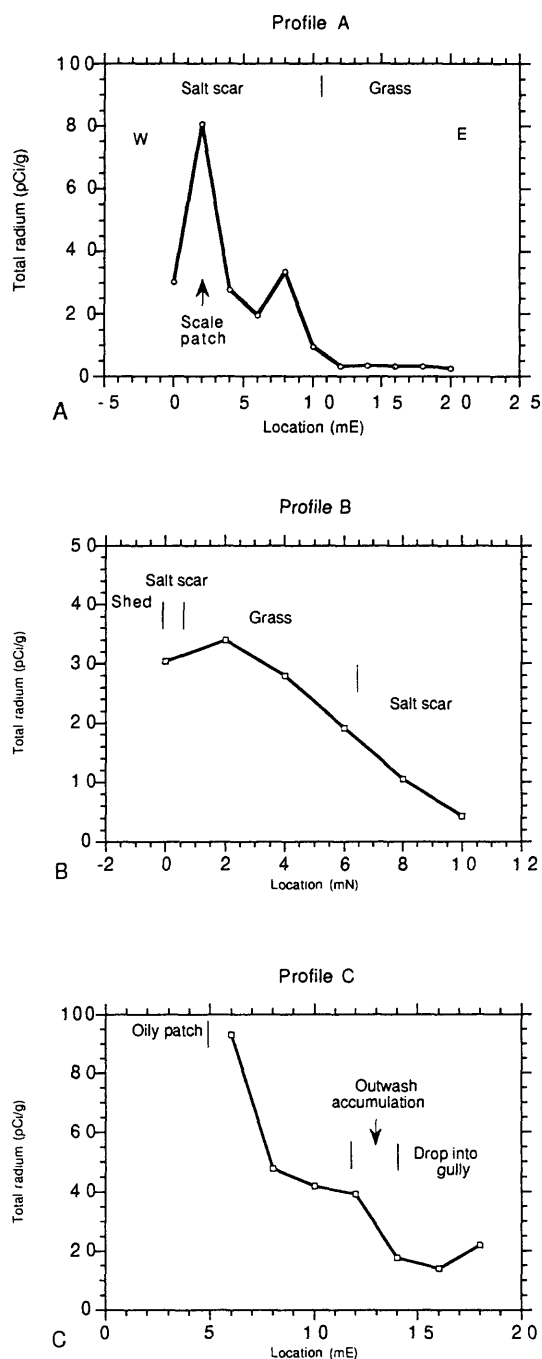 Profile A
100
Salt scar | Grass
80
W E
60
40
20
Scale
patch
0
A
-5 0 5 10 15 20 25
Location (mE)
Total radium (pCi/g)
Profile B
50
Salt scar
40
Shed
Grass
30
Salt scar
20
10
0
B
-2 0 2 4 6 8 10 12
Location (mN)
Total radium (pCi/g)
Profile C
100
Oily patch
80
Outwash
accumulation
60
Drop into
gully
40
20
0
C
0 5 10 15 20
Location (mE)
Total radium (pCi/g)